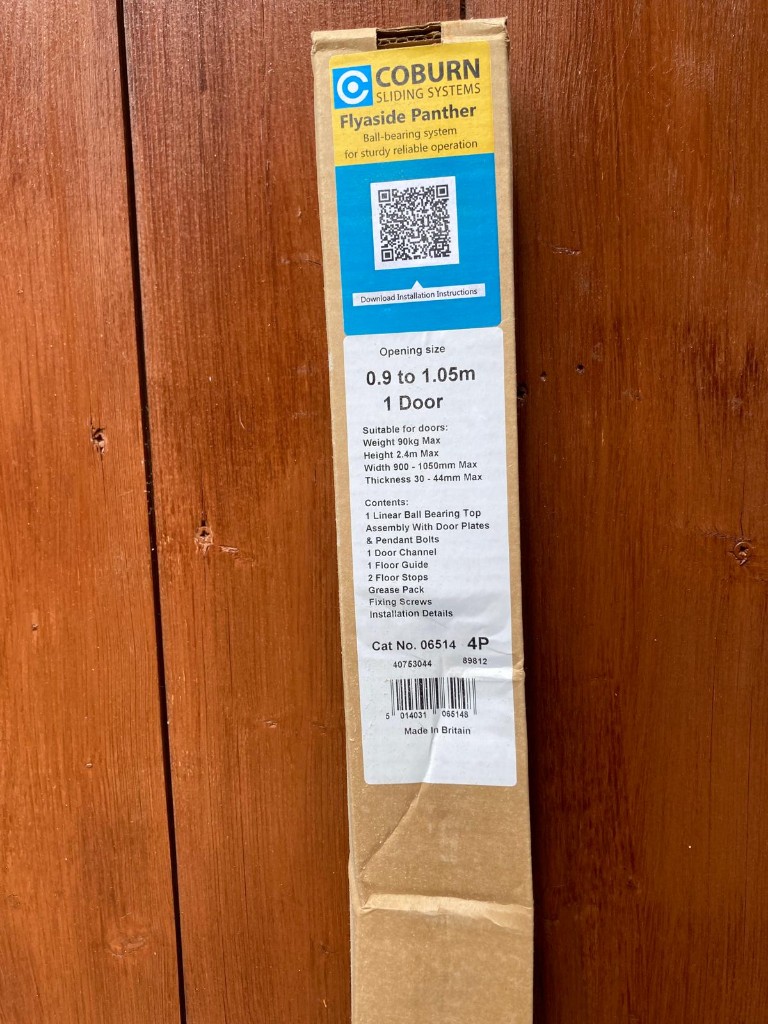 COBURN
SLIDING SYSTEMS
Flyaside Panther
Ball-bearing system
for sturdy reliable operation
Download Installation Instructions
Opening size
0.9 to 1.05m
1 Door
Suitable for doors:
Weight 90kg Max
Height 2.4m Max
Width 900 - 1050mm Max
Thickness 30 - 44mm Max
Contents:
1 Linear Ball Bearing Top
Assembly With Door Plates
& Pendant Bolts
1 Door Channel
1 Floor Guide
2 Floor Stops
Grease Pack
Fixing Screws
Installation Details
Cat No. 06514 4P
40753044 89812
5 014031 065148
Made In Britain